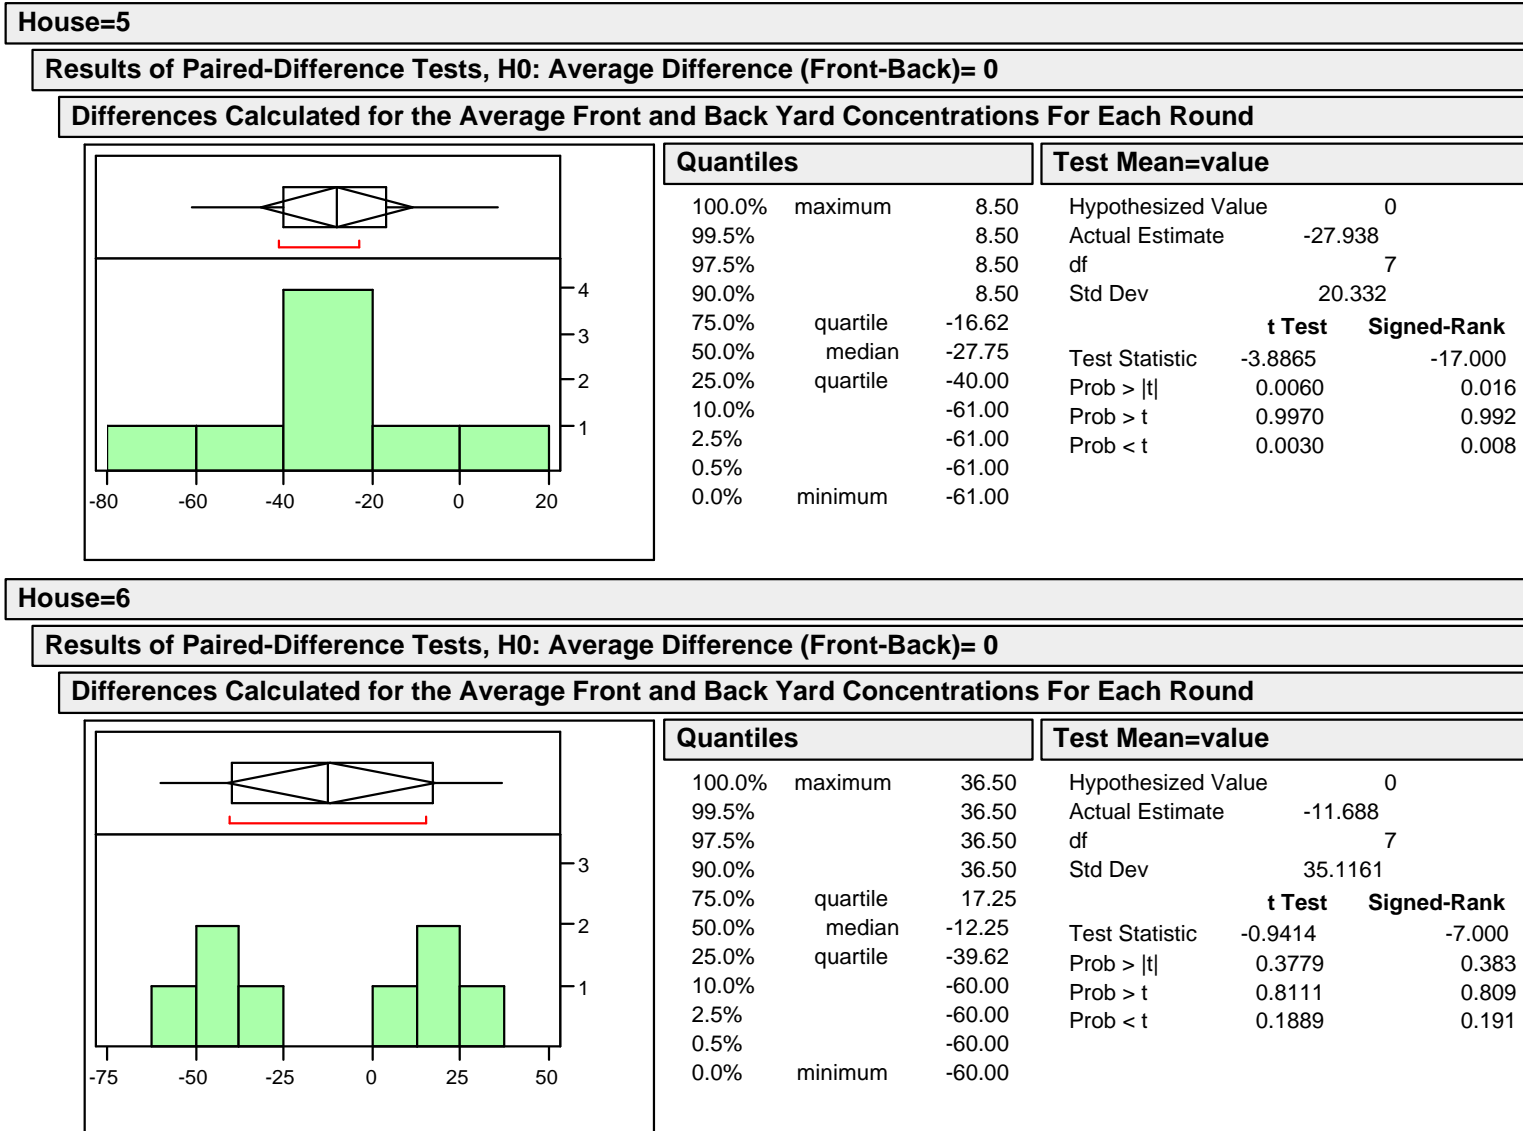 House=5
Results of Paired-Difference Tests, H0: Average Difference (Front-Back)= 0
Differences Calculated for the Average Front and Back Yard Concentrations For Each Round
4
3
2
1
-80 -60 -40 -20 0 20
Quantiles
100.0% maximum 8.50
99.5% 8.50
97.5% 8.50
90.0% 8.50
75.0% quartile -16.62
50.0% median -27.75
25.0% quartile -40.00
10.0% -61.00
2.5% -61.00
0.5% -61.00
0.0% minimum -61.00
Test Mean=value
Hypothesized Value 0
Actual Estimate -27.938
df 7
Std Dev 20.332
t Test Signed-Rank
Test Statistic -3.8865 -17.000
Prob > |t| 0.0060 0.016
Prob > t 0.9970 0.992
Prob < t 0.0030 0.008
House=6
Results of Paired-Difference Tests, H0: Average Difference (Front-Back)= 0
Differences Calculated for the Average Front and Back Yard Concentrations For Each Round
3
2
1
-75 -50 -25 0 25 50
Quantiles
100.0% maximum 36.50
99.5% 36.50
97.5% 36.50
90.0% 36.50
75.0% quartile 17.25
50.0% median -12.25
25.0% quartile -39.62
10.0% -60.00
2.5% -60.00
0.5% -60.00
0.0% minimum -60.00
Test Mean=value
Hypothesized Value 0
Actual Estimate -11.688
df 7
Std Dev 35.1161
t Test Signed-Rank
Test Statistic -0.9414 -7.000
Prob > |t| 0.3779 0.383
Prob > t 0.8111 0.809
Prob < t 0.1889 0.191